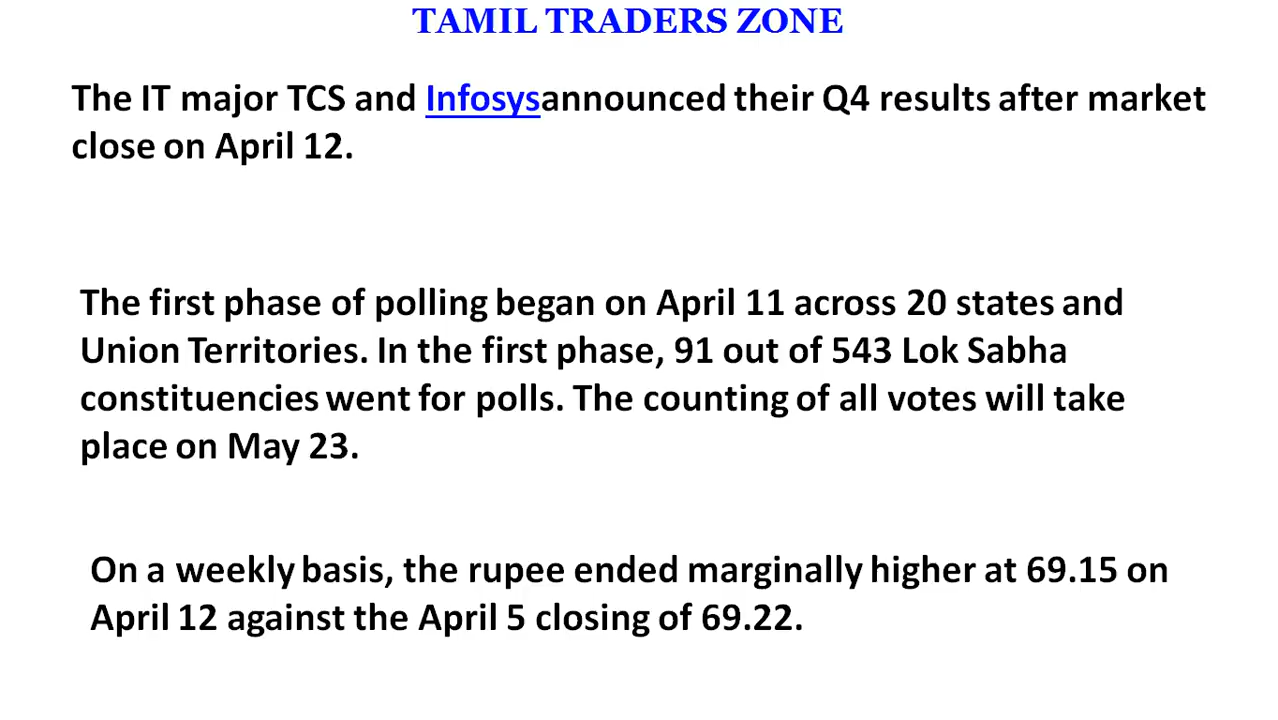 TAMIL TRADERS ZONE
The IT major TCS and Infosysannounced their Q4 results after market
close on April 12.
The first phase of polling began on April 11 across 20 states and
Union Territories. In the first phase, 91 out of 543 Lok Sabha
constituencies went for polls. The counting of all votes will take
place on May 23.
On a weekly basis, the rupee ended marginally higher at 69.15 on
April 12 against the April 5 closing of 69.22.